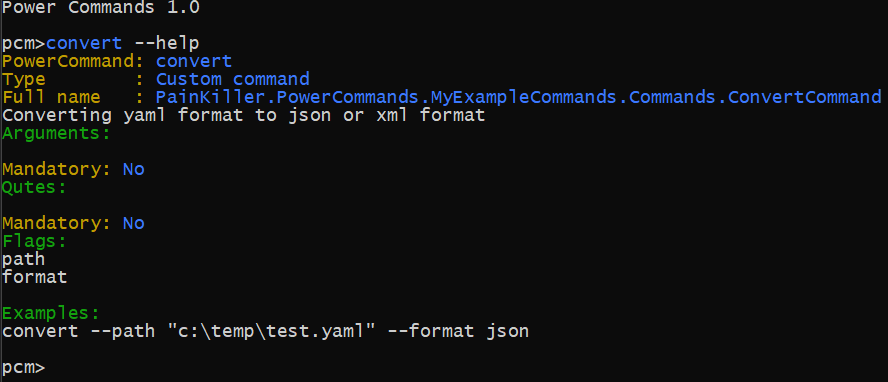 Power Commands 1.0
pcm>convert --help
PowerCommand: convert
Type        : Custom command
Full name   : PainKiller.PowerCommands.MyExampleCommands.Commands.ConvertCommand
Converting yaml format to json or xml format
Arguments:
Mandatory: No
Qutes:
Mandatory: No
Flags:
path
format
Examples:
convert --path "c:\temp\test.yaml" --format json
pcm>